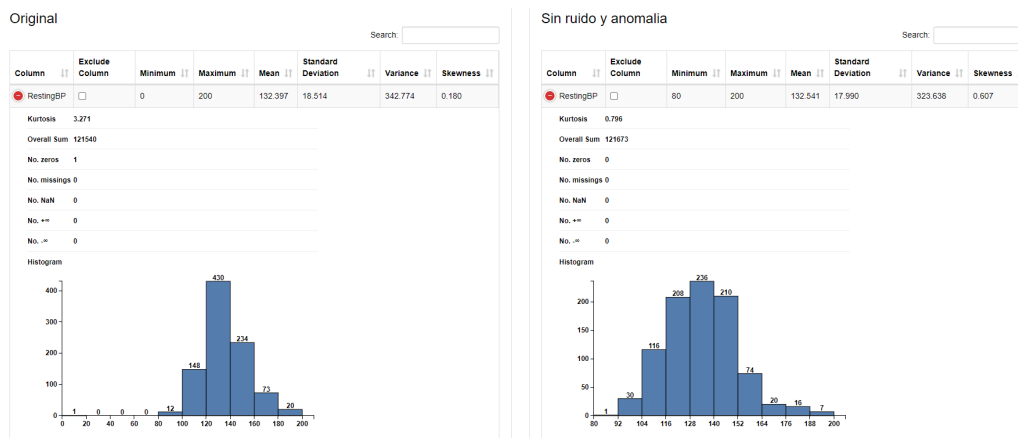 Original
Search:
Column Exclude Column Minimum Maximum Mean Standard Deviation Variance Skewness
RestingBP 0 200 132.397 18.514 342.774 0.180
Kurtosis 3.271
Overall Sum 121540
No. zeros 1
No. missings 0
No. NaN 0
No. +∞ 0
No. -∞ 0
Histogram
430
400
300
234
200
148
100
73
20
12
0 1 0 0 0
0 20 40 60 80 100 120 140 160 180 200
Sin ruido y anomalia
Search:
Column Exclude Column Minimum Maximum Mean Standard Deviation Variance Skewness
RestingBP 80 200 132.541 17.990 323.638 0.607
Kurtosis 0.796
Overall Sum 121673
No. zeros 0
No. missings 0
No. NaN 0
No. +∞ 0
No. -∞ 0
Histogram
236
208 210
200
150
116
100
74
50
30
20 16 7
0 1
80 92 104 116 128 140 152 164 176 188 200